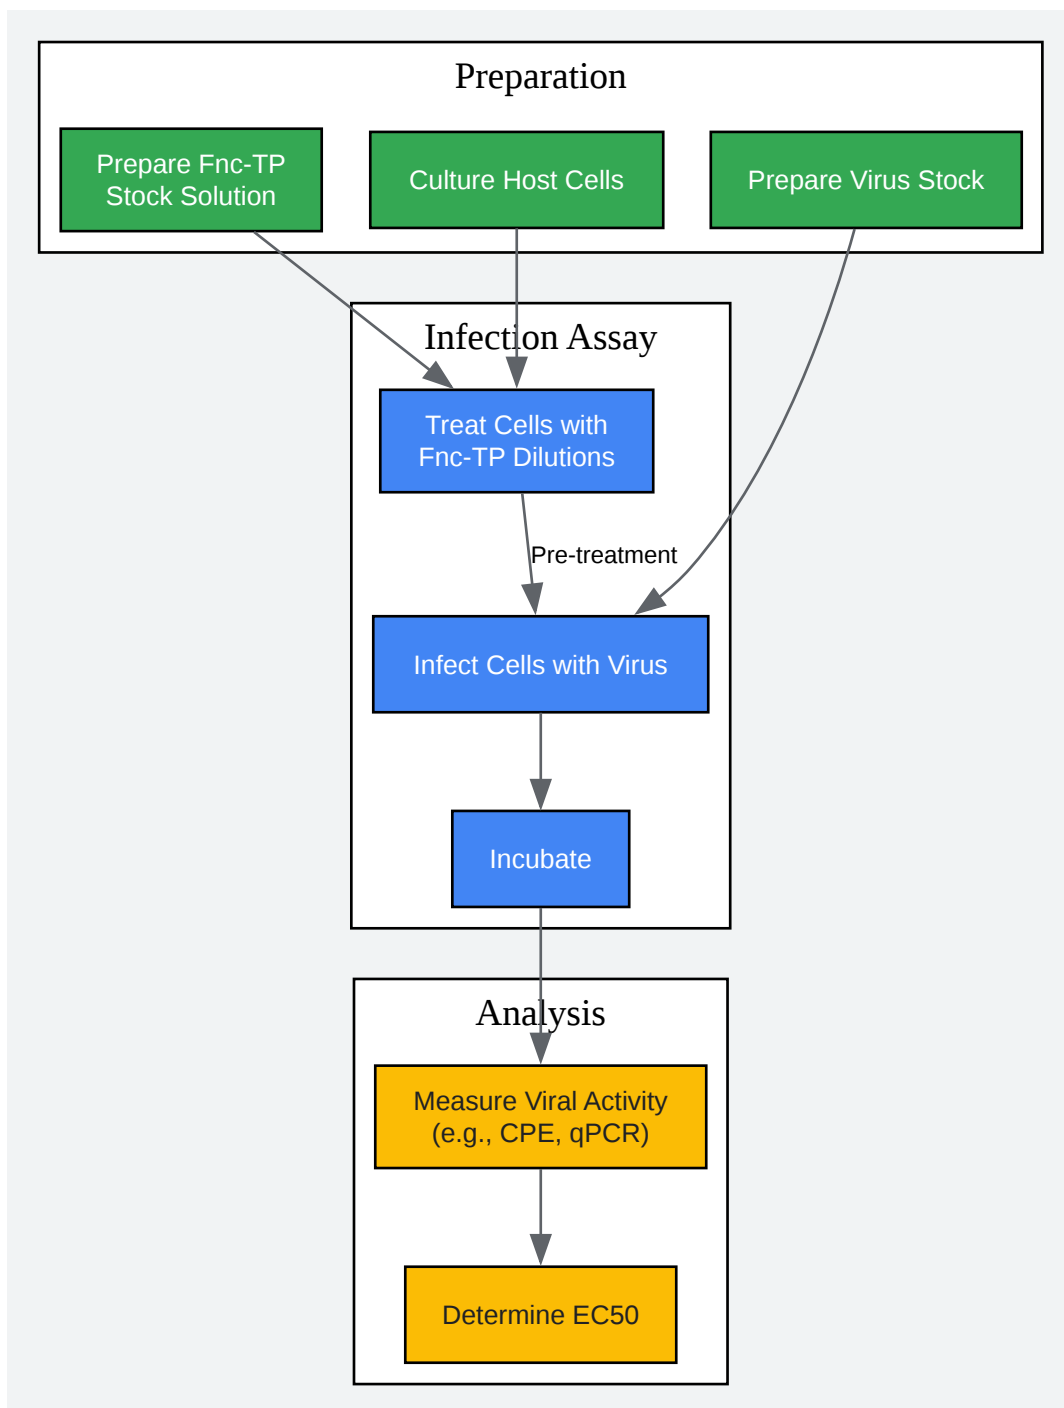 Preparation
Prepare Fnc-TP
Stock Solution
Culture Host Cells
Prepare Virus Stock
Infection Assay
Treat Cells with
Fnc-TP Dilutions
Pre-treatment
Infect Cells with Virus
Incubate
Analysis
Measure Viral Activity
(e.g., CPE, qPCR)
Determine EC50